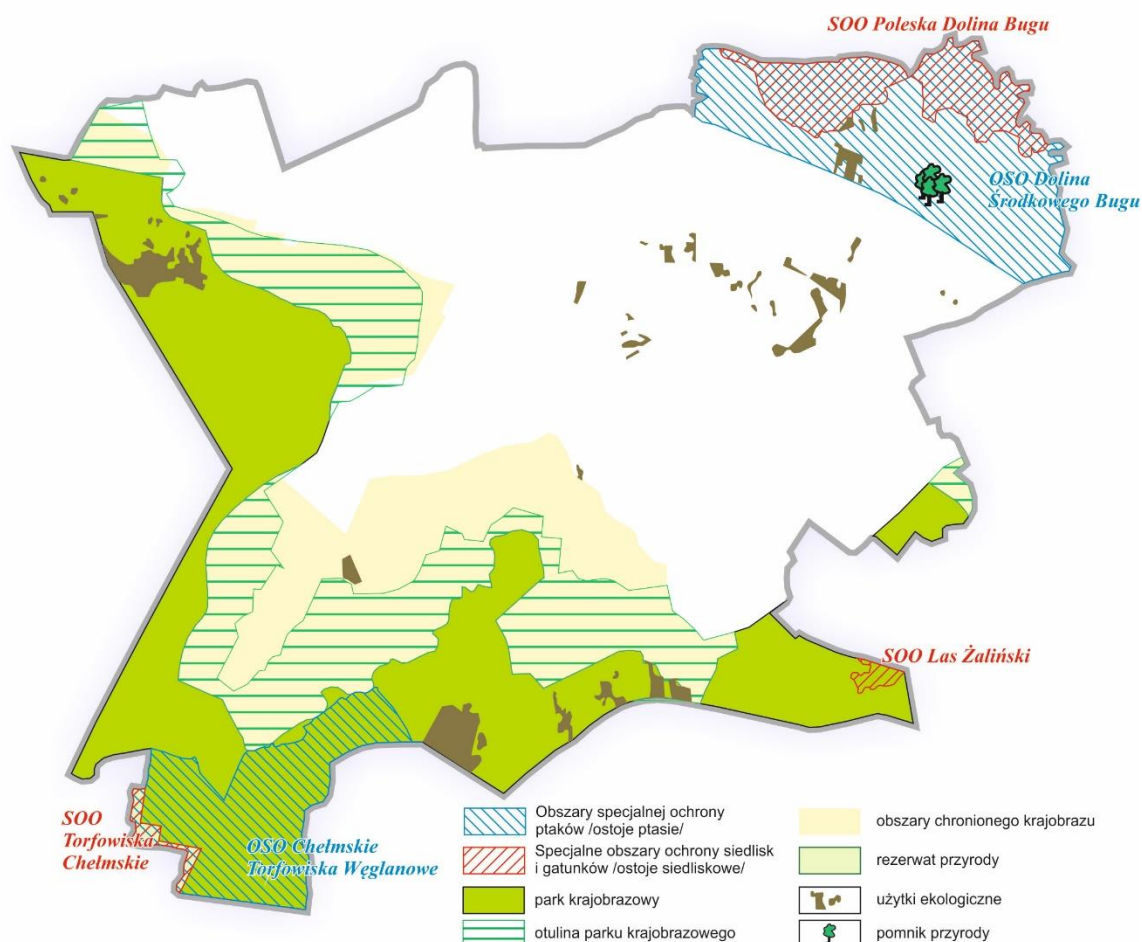 SOO Poleska Dolina Bugu
OSO Dolina
Środkowego Bugu
SOO Las Żaliński
SOO
Torfowiska
Chełmskie
OSO Chełmskie
Torfowiska Węglanowe
Obszary specjalnej ochrony
ptaków /ostoje ptasie/
Specjalne obszary ochrony siedlisk
i gatunków /ostoje siedliskowe/
park krajobrazowy
otulina parku krajobrazowego
obszary chronionego krajobrazu
rezerwat przyrody
użytki ekologiczne
pomnik przyrody